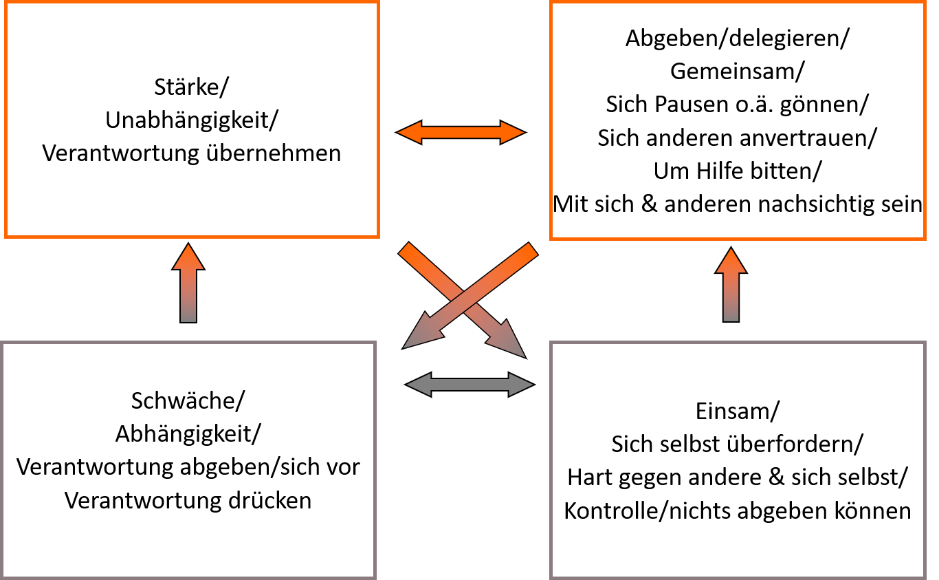 Stärke/
Unabhängigkeit/
Verantwortung übernehmen
Abgeben/delegieren/
Gemeinsam/
Sich Pausen o.ä. gönnen/
Sich anderen anvertrauen/
Um Hilfe bitten/
Mit sich & anderen nachsichtig sein
Schwäche/
Abhängigkeit/
Verantwortung abgeben/sich vor
Verantwortung drücken
Einsam/
Sich selbst überfordern/
Hart gegen andere & sich selbst/
Kontrolle/nichts abgeben können